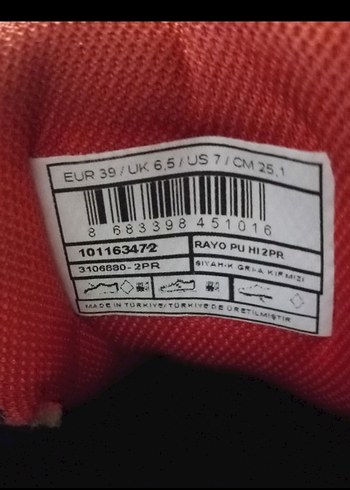 EUR 39 / UK 6,5 / US 7 / CM 25,1
8 683398 451016
101163472
RAYO PU HI 2PR
3106880-2PR
SIYAH-K.GRI-A.KIRMIZI
MADE IN TÜRKİYE/TÜRKİYE'DE ÜRETİLMİŞTİR